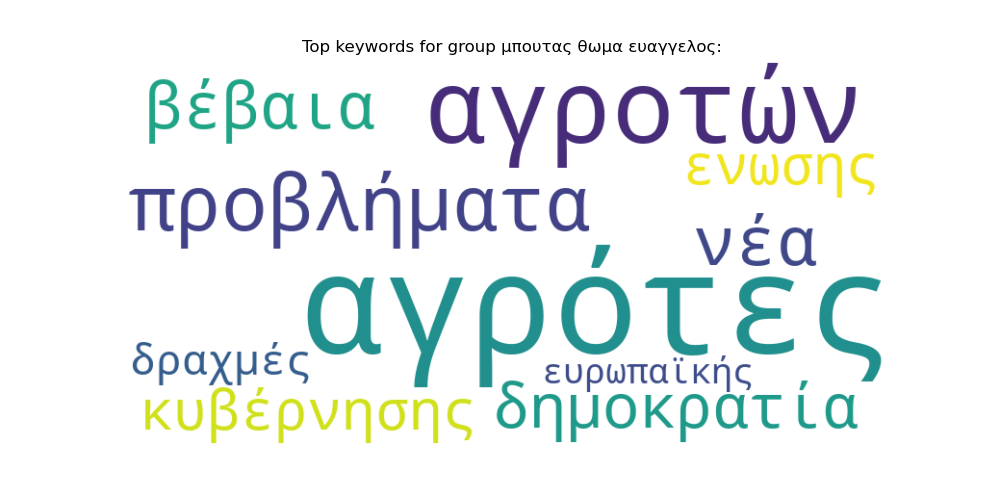 Top keywords for group μπουτας θωμα ευαγγελος:
βέβαια
αγροτών
ενωσης
προβλήματα
νέα
αγρότες
δραχμές
ευρωπαϊκής
κυβέρνησης
δημοκρατία